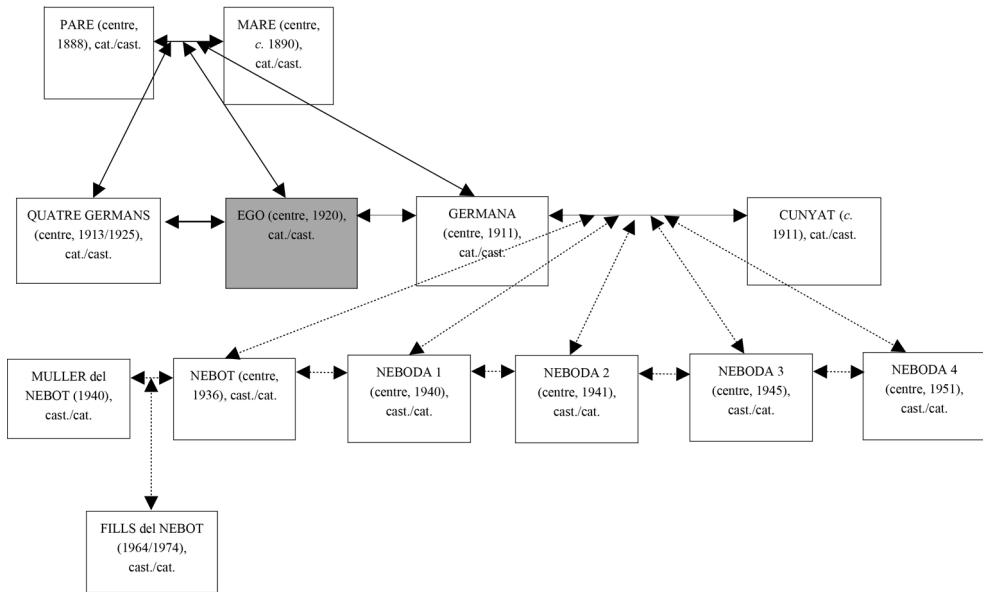 PARE (centre,
1888), cat./cast.
MARE (centre,
c. 1890),
cat./cast.
QUATRE GERMANS
(centre, 1913/1925),
cat./cast.
EGO (centre, 1920),
cat./cast.
GERMANA
(centre, 1911),
cat./cast.
CUNYAT (c.
1911), cat./cast.
MULLER del
NEBOT (1940),
cast./cat.
NEBOT (centre,
1936), cast./cat.
NEBODA 1
(centre, 1940),
cast./cat.
NEBODA 2
(centre, 1941),
cast./cat.
NEBODA 3
(centre, 1945),
cast./cat.
NEBODA 4
(centre, 1951),
cast./cat.
FILLS del NEBOT
(1964/1974),
cast./cat.